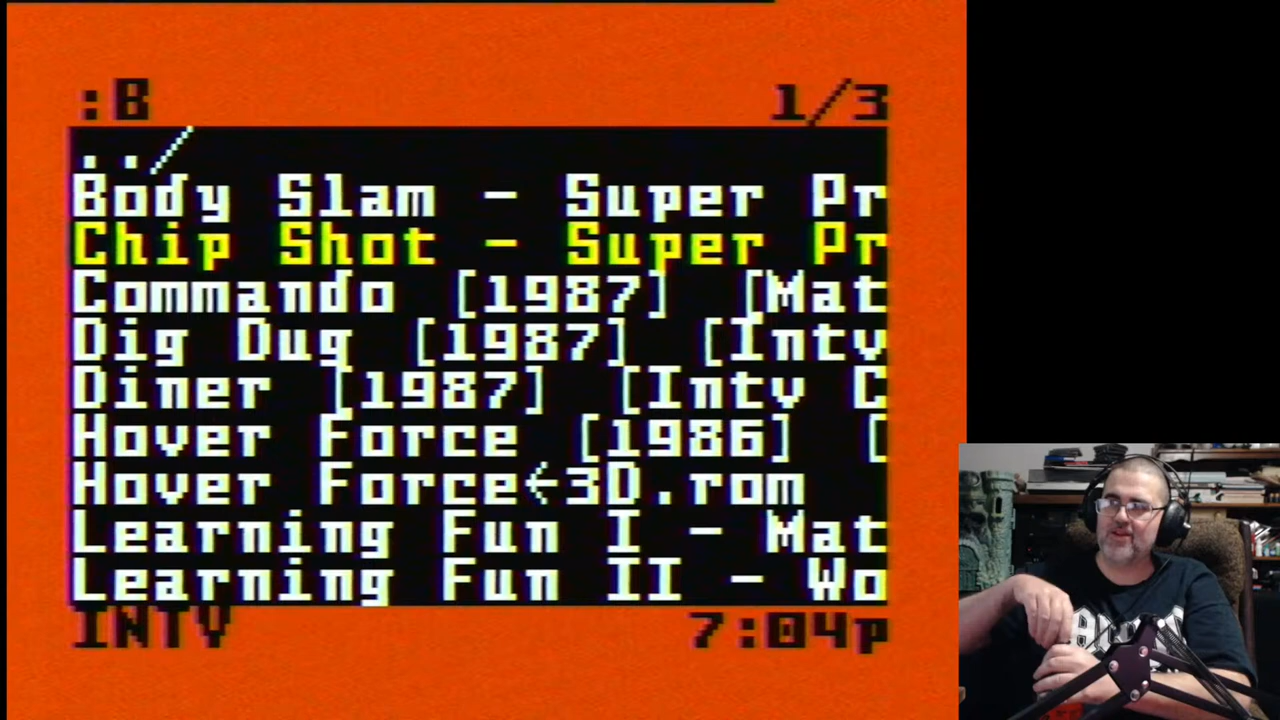 :B 1/3
../
Body Slam - Super Pr
Chip Shot - Super Pr
Commando [1987] [Mat
Dig Dug [1987] [Intv
Diner [1987] [Intv C
Hover Force [1986] [
Hover Force←3D.rom
Learning Fun I - Mat
Learning Fun II - Wo
INTV 7:04p